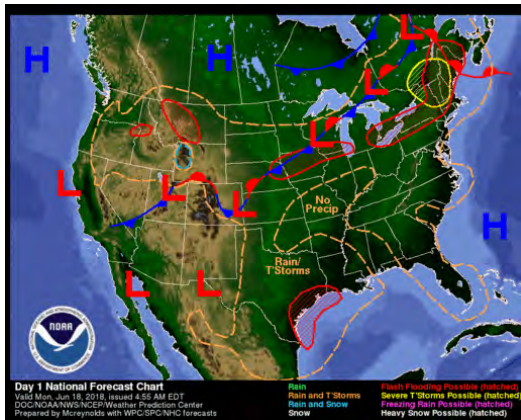 H
H
L
L
L
No
Precip
L
L
L
Rain/
T'Storms
H
L
L
NOAA
Day 1 National Forecast Chart
Valid Mon, Jun 18, 2018, issued 4:55 AM EDT
DOC/NOAA/NWS/NCEP/Weather Prediction Center
Prepared by Mcreynolds with WPC/SPC/NHC forecasts
Rain
Rain and T'Storms
Rain and Snow
Snow
Flash Flooding Possible (hatched)
Severe T'Storms Possible (hatched)
Freezing Rain Possible (hatched)
Heavy Snow Possible (hatched)